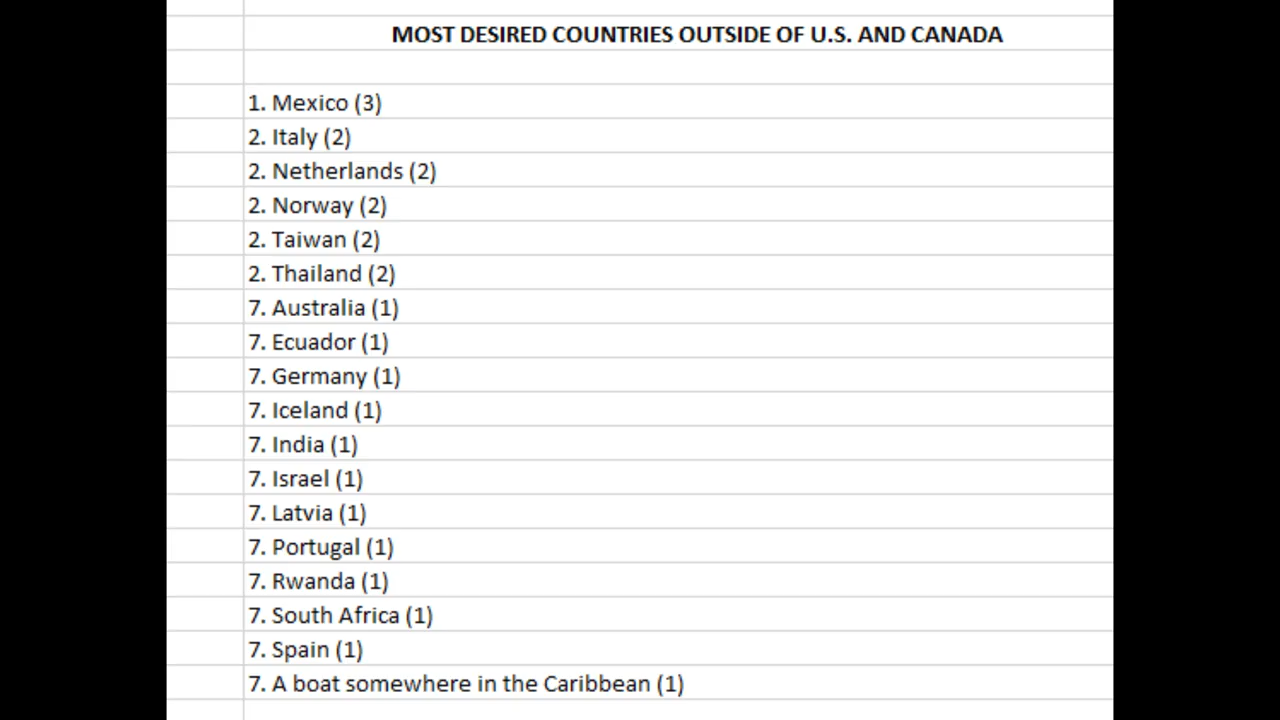 MOST DESIRED COUNTRIES OUTSIDE OF U.S. AND CANADA
1. Mexico (3)
2. Italy (2)
2. Netherlands (2)
2. Norway (2)
2. Taiwan (2)
2. Thailand (2)
7. Australia (1)
7. Ecuador (1)
7. Germany (1)
7. Iceland (1)
7. India (1)
7. Israel (1)
7. Latvia (1)
7. Portugal (1)
7. Rwanda (1)
7. South Africa (1)
7. Spain (1)
7. A boat somewhere in the Caribbean (1)